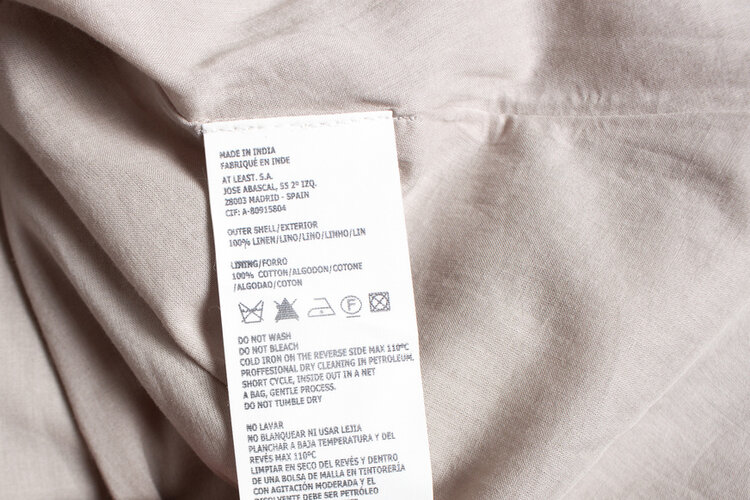 MADE IN INDIA
FABRIQUÉ EN INDE
AT LEAST. S.A.
JOSE ABASCAL, 55 2º IZQ.
28003 MADRID - SPAIN
CIF: A-80915804
OUTER SHELL/EXTERIOR
100% LINEN/LINO/LINO/LINHO/LIN
LINING/FORRO
100% COTTON/ALGODON/COTONE
/ALGODAO/COTON
F
DO NOT WASH
DO NOT BLEACH
COLD IRON ON THE REVERSE SIDE MAX 110ºC
PROFFESIONAL DRY CLEANING IN PETROLEUM,
SHORT CYCLE, INSIDE OUT IN A NET
A BAG, GENTLE PROCESS.
DO NOT TUMBLE DRY
NO LAVAR
NO BLANQUEAR NI USAR LEJIA
PLANCHAR A BAJA TEMPERATURA Y DEL
REVÉS MAX 110ºC
LIMPIAR EN SECO DEL REVÉS Y DENTRO
DE UNA BOLSA DE MALLA EN TINTORERÍA
CON AGITACIÓN MODERADA Y EL
DISOLVENTE DEBE SER PETRÓLEO